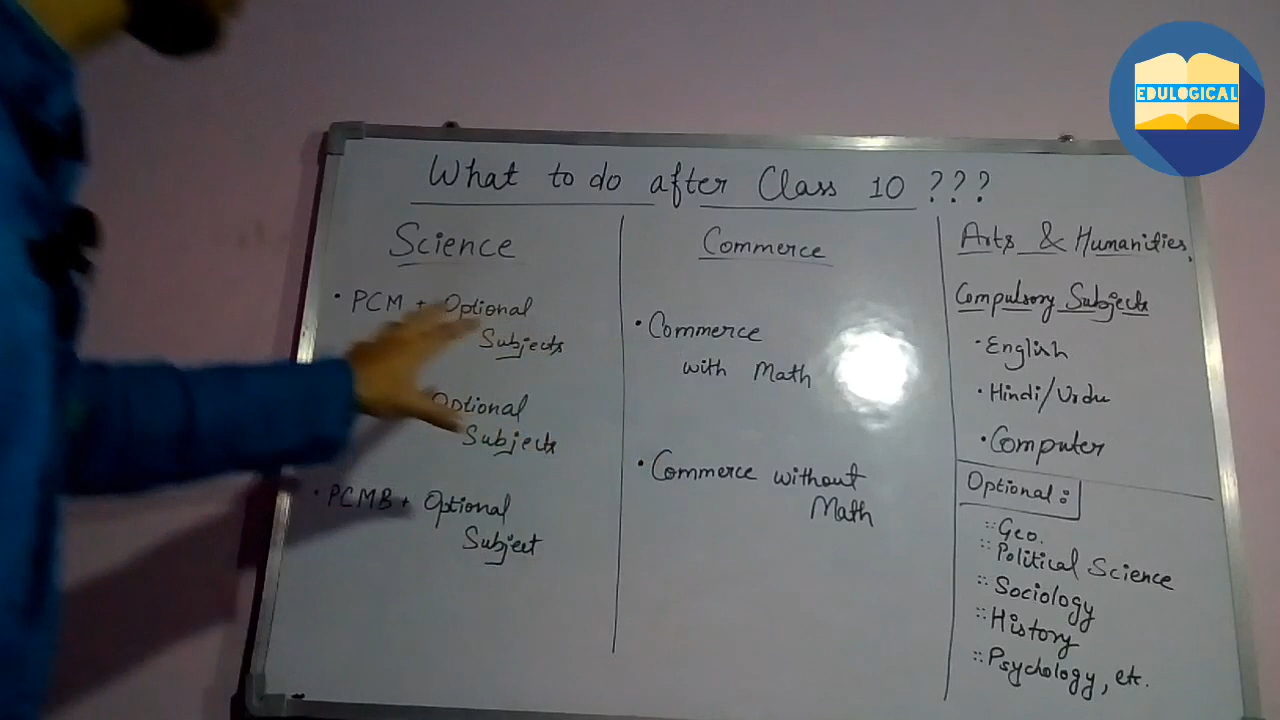 EDULOGICAL
What to do after Class 10 ???
Science
• PCM + Optional
Subjects
Optional
Subjects
• PCMB + Optional
Subject
Commerce
• Commerce
with Math
• Commerce without
Math
Arts & Humanities,
Compulsory Subjects
• English
• Hindi/Urdu
• Computer
Optional :
:: Geo.
:: Political Science
:: Sociology
:: History
:: Psychology, etc.